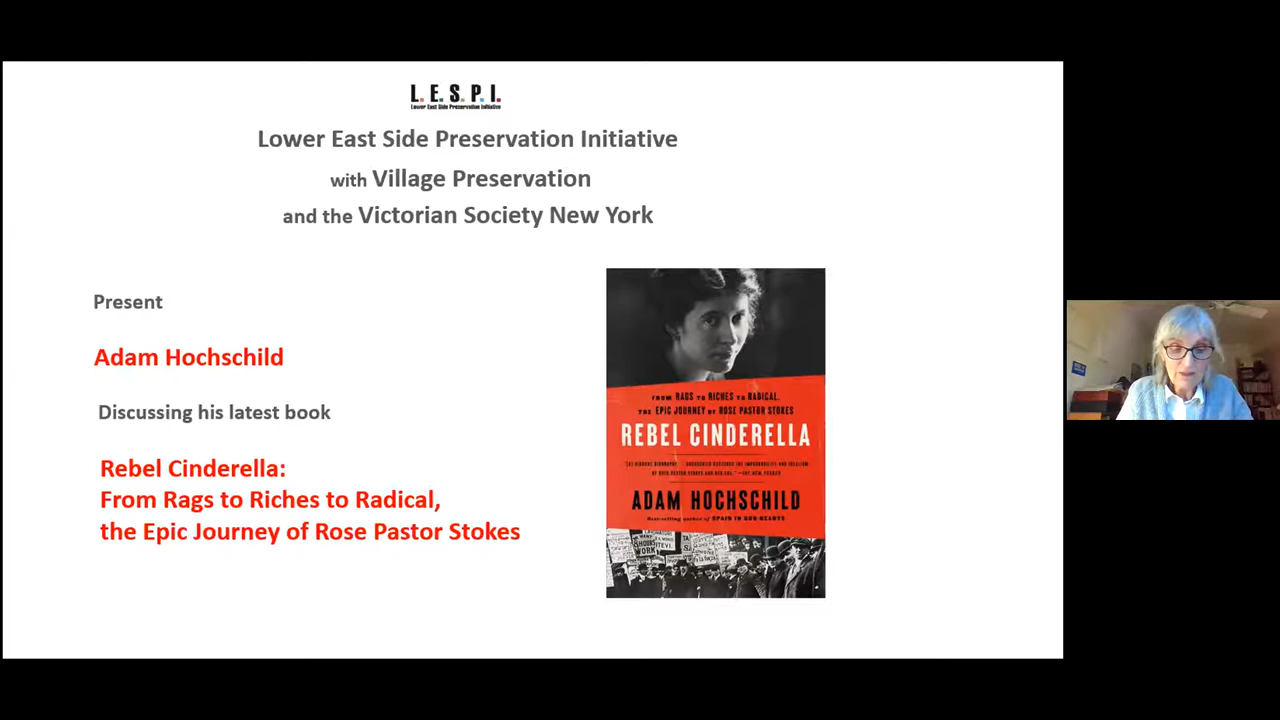 L.E.S.P.I.
Lower East Side Preservation Initiative
Lower East Side Preservation Initiative
with Village Preservation
and the Victorian Society New York
Present
Adam Hochschild
Discussing his latest book
Rebel Cinderella:
From Rags to Riches to Radical,
the Epic Journey of Rose Pastor Stokes
FROM RAGS TO RICHES TO RADICAL,
THE EPIC JOURNEY OF ROSE PASTOR STOKES
REBEL CINDERELLA
ADAM HOCHSCHILD
Best-selling author of SPAIN IN OUR HEARTS